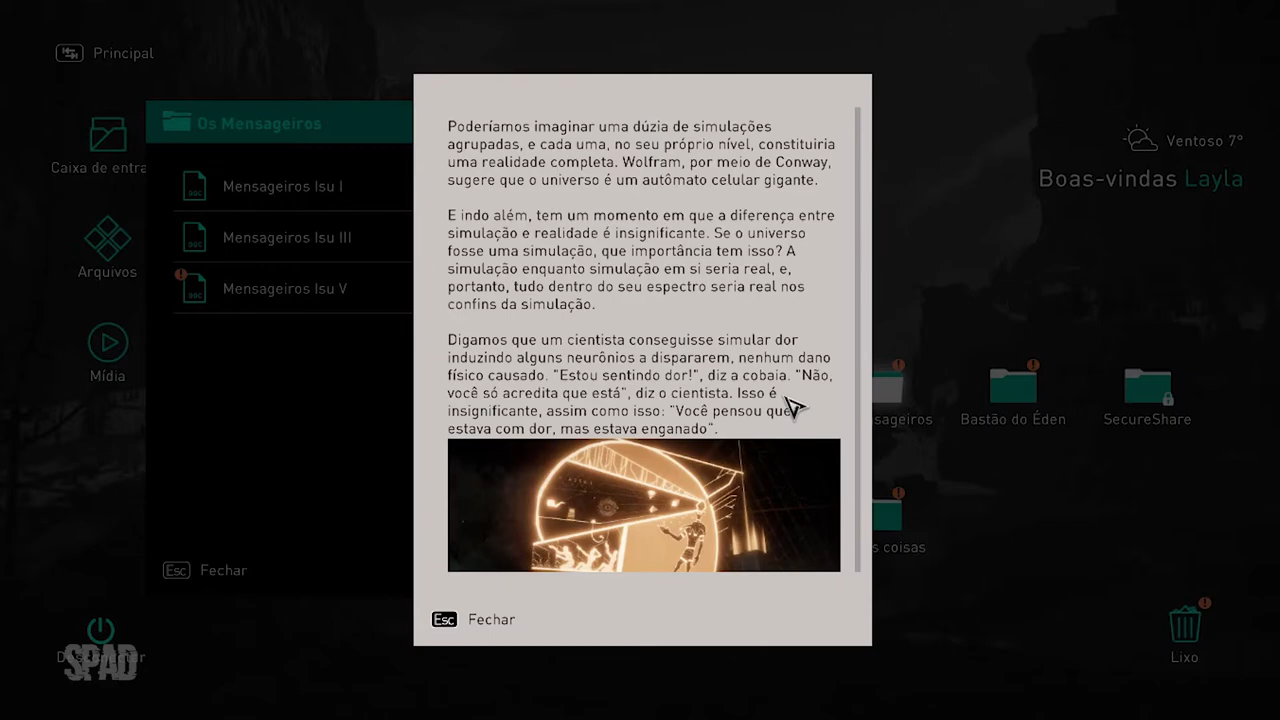 Principal
Os Mensageiros
Caixa de entra
Mensageiros Isu I
Mensageiros Isu III
Arquivos
Mensageiros Isu V
Mídia
Esc Fechar
SPAD
Poderíamos imaginar uma dúzia de simulações
agrupadas, e cada uma, no seu próprio nível, constituiria
uma realidade completa. Wolfram, por meio de Conway,
sugere que o universo é um autômato celular gigante.
E indo além, tem um momento em que a diferença entre
simulação e realidade é insignificante. Se o universo
fosse uma simulação, que importância tem isso? A
simulação enquanto simulação em si seria real, e,
portanto, tudo dentro do seu espectro seria real nos
confins da simulação.
Digamos que um cientista conseguisse simular dor
induzindo alguns neurônios a dispararem, nenhum dano
físico causado. "Estou sentindo dor!", diz a cobaia. "Não,
você só acredita que está", diz o cientista. Isso é
insignificante, assim como isso: "Você pensou que
estava com dor, mas estava enganado".
Esc Fechar
Ventoso 7°
Boas-vindas Layla
sageiros
Bastão do Éden
SecureShare
s coisas
Lixo